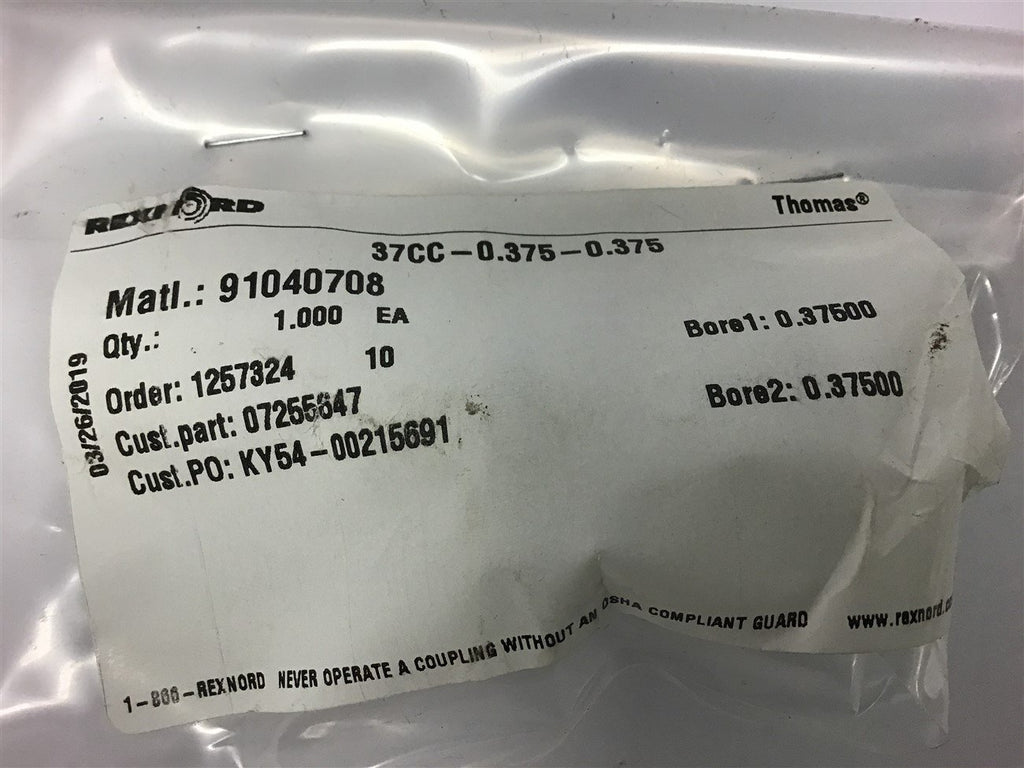 REXNORD Thomas®
37CC-0.375-0.375
Matl.: 91040708
Qty.: 1.000 EA Bore1: 0.37500
Order: 1257324 10
Cust.part: 07255647 Bore2: 0.37500
Cust.PO: KY54-00215691
03/26/2019
1-866-REXNORD NEVER OPERATE A COUPLING WITHOUT AN OSHA COMPLIANT GUARD www.rexnord.